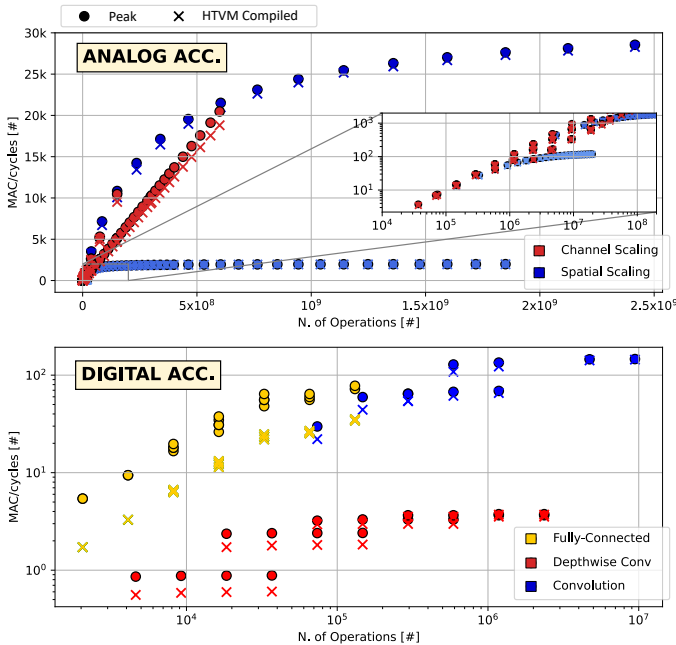 Peak HTVM Compiled
ANALOG ACC.
MAC/cycles [#]
30k
25k
20k
15k
10k
5k
0
10³
10²
10¹
10⁴ 10⁵ 10⁶ 10⁷ 10⁸
Channel Scaling
Spatial Scaling
0 5x10⁸ 10⁹ 1.5x10⁹ 2x10⁹ 2.5x10⁹
N. of Operations [#]
DIGITAL ACC.
MAC/cycles [#]
10²
10¹
10⁰
Fully-Connected
Depthwise Conv
Convolution
10⁴ 10⁵ 10⁶ 10⁷
N. of Operations [#]